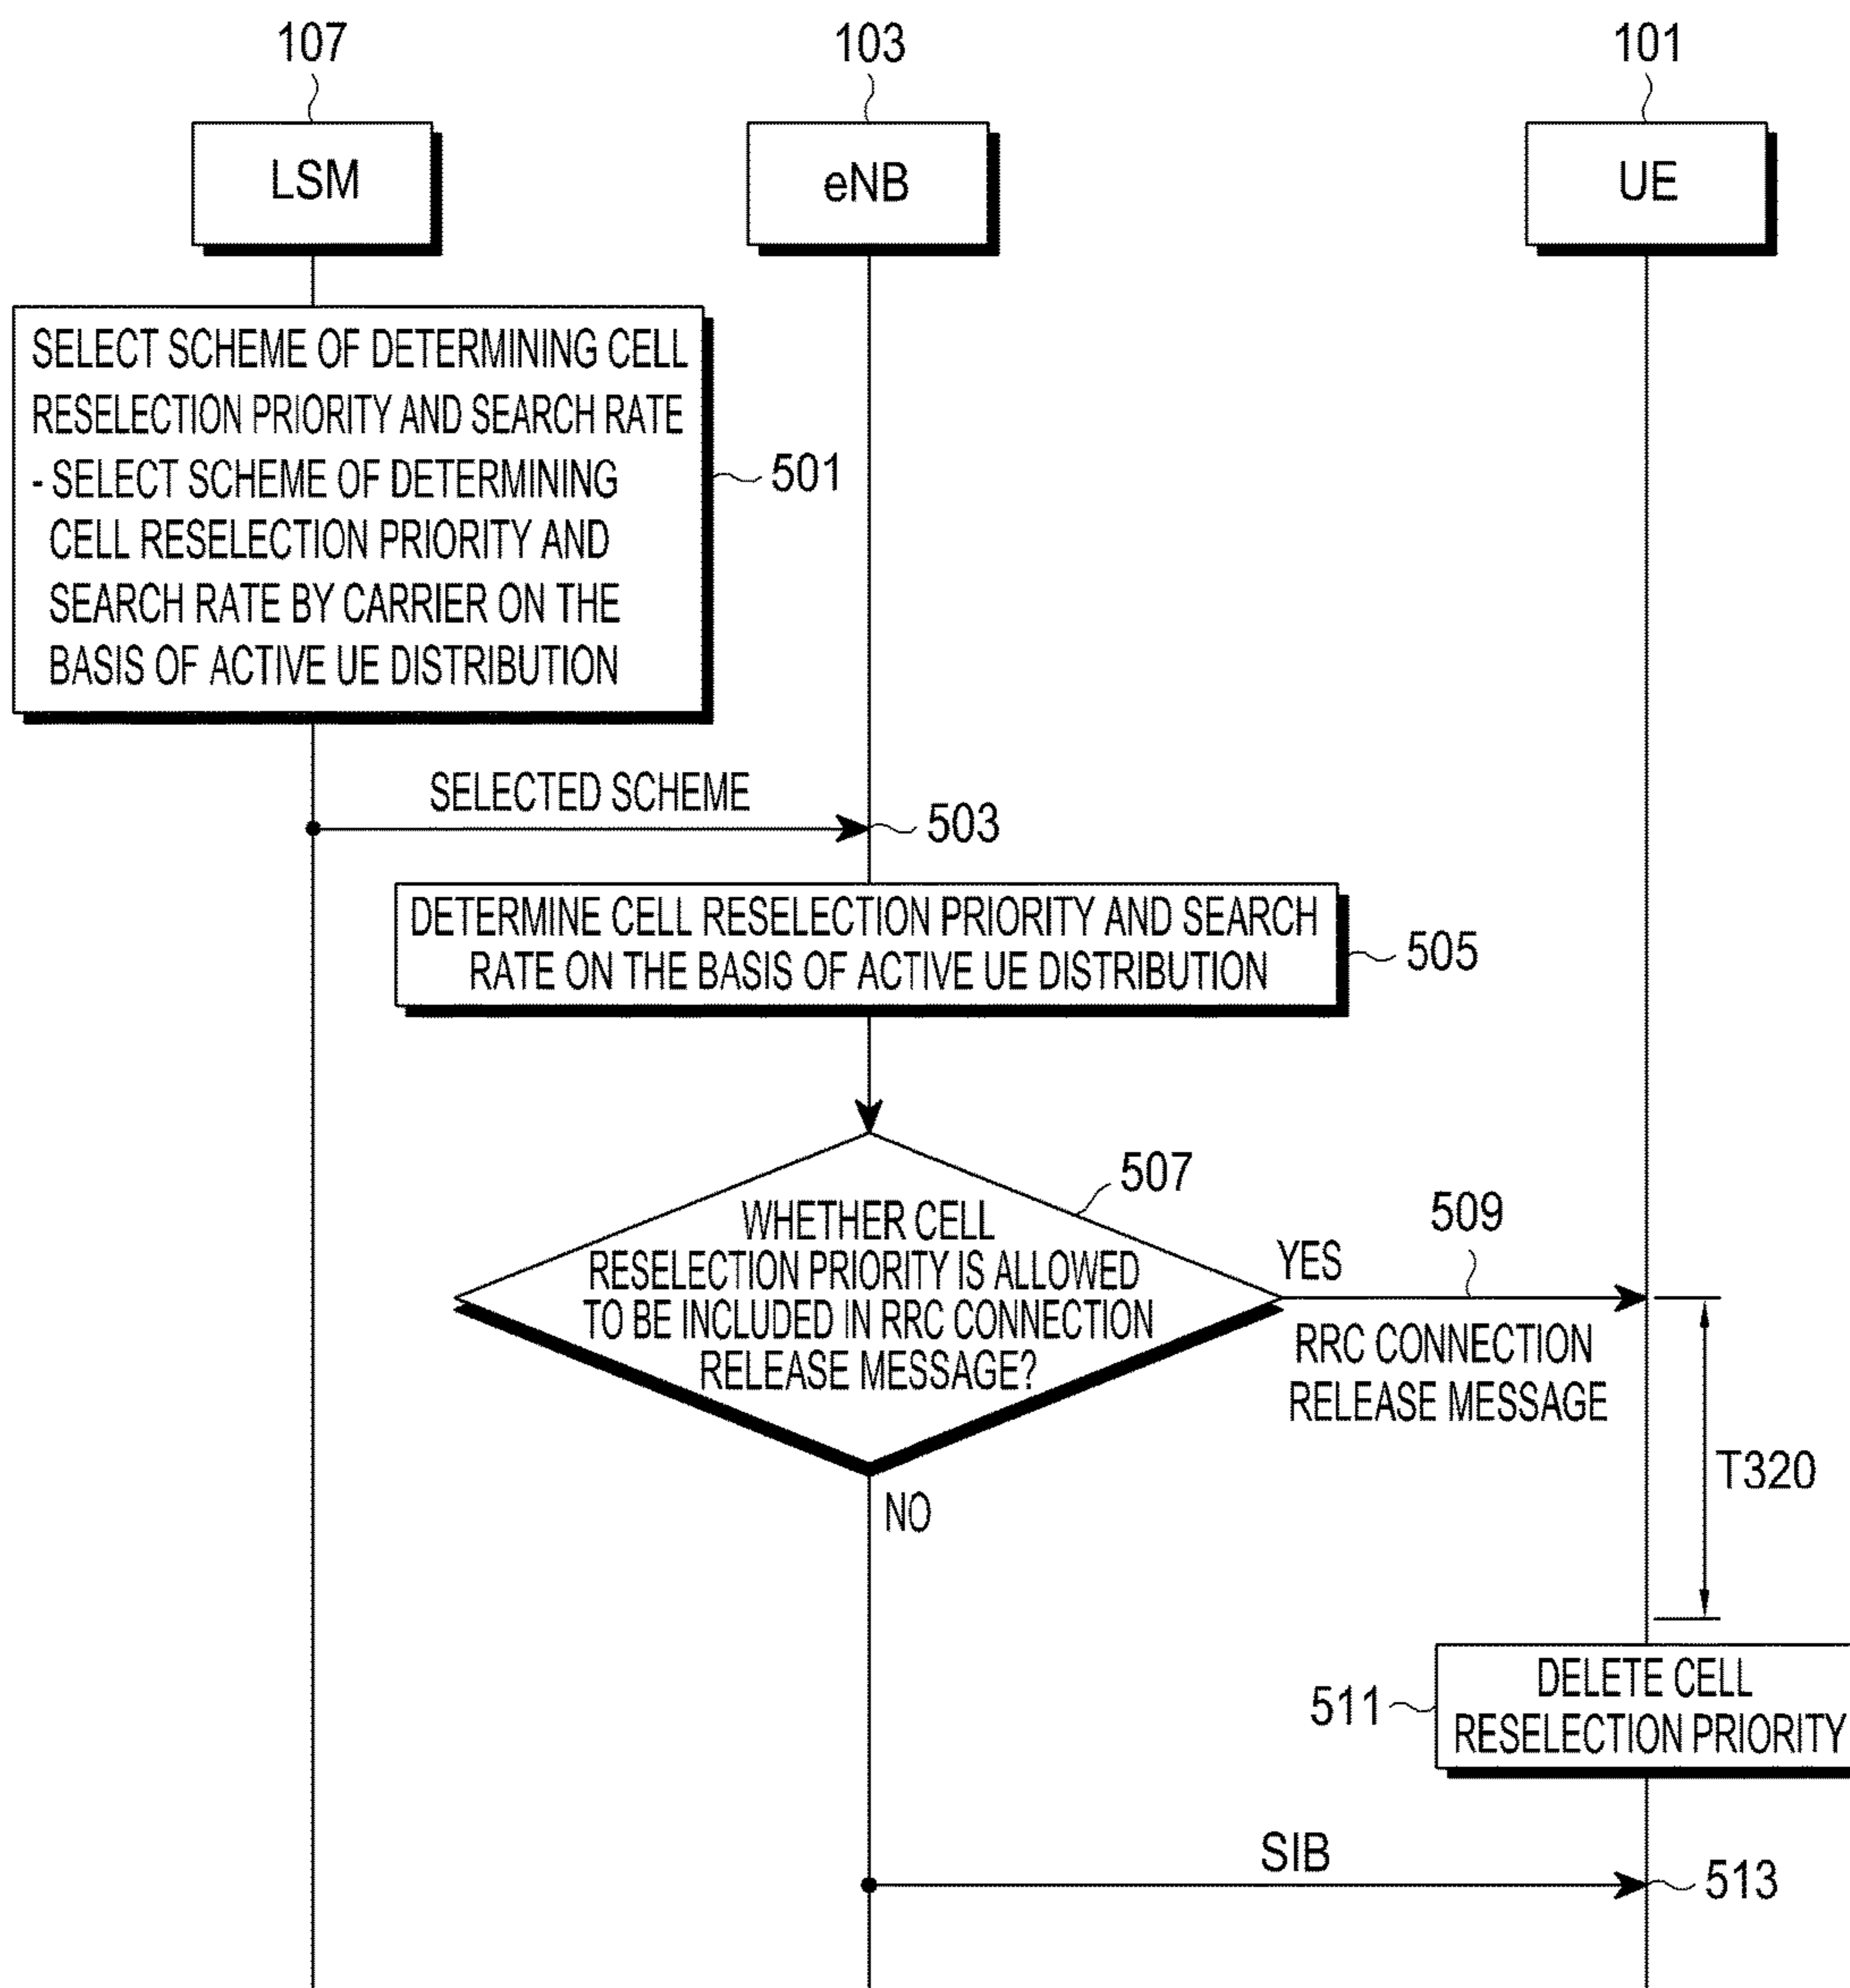 107
103
101
LSM
eNB
UE
SELECT SCHEME OF DETERMINING CELL
RESELECTION PRIORITY AND SEARCH RATE
- SELECT SCHEME OF DETERMINING
CELL RESELECTION PRIORITY AND
SEARCH RATE BY CARRIER ON THE
BASIS OF ACTIVE UE DISTRIBUTION
501
SELECTED SCHEME
503
DETERMINE CELL RESELECTION PRIORITY AND SEARCH
RATE ON THE BASIS OF ACTIVE UE DISTRIBUTION
505
507
WHETHER CELL
RESELECTION PRIORITY IS ALLOWED
TO BE INCLUDED IN RRC CONNECTION
RELEASE MESSAGE?
YES
509
RRC CONNECTION
RELEASE MESSAGE
T320
NO
DELETE CELL
RESELECTION PRIORITY
511
SIB
513